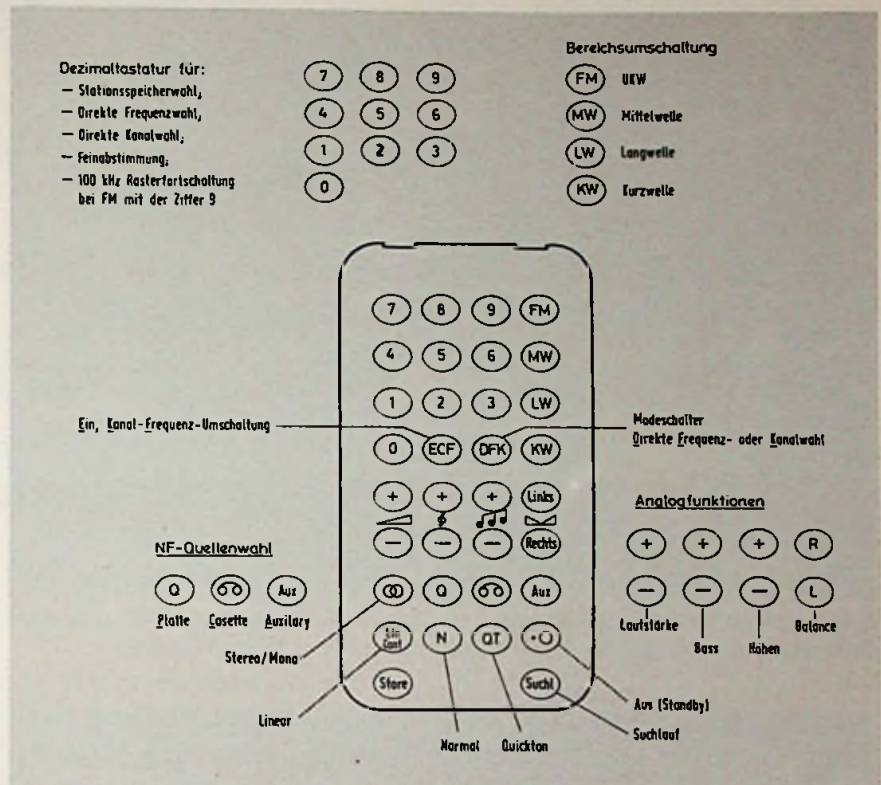 Dezimaltastatur für:
— Stationsspeicherwahl,
— Direkte Frequenzwahl,
— Direkte Kanalwahl,
— Feinabstimmung,
— 100 kHz Rasterfortschaltung
bei FM mit der Ziffer 9
7 8 9
4 5 6
1 2 3
0
Bereichsumschaltung
FM UKW
MW Mittelwelle
LW Langwelle
KW Kurzwelle
7 8 9 FM
4 5 6 MW
1 2 3 LW
0 ECF DFK KW
+ + + Links
— — — Rechts
Q Aux
Lin Cont N QT
Store Suchl
Ein, Kanal-Frequenz-Umschaltung
Modeschalter
Direkte Frequenz- oder Kanalwahl
NF-Quellenwahl
Q Aux
Platte Casette Auxilary
Stereo/Mono
Linear
Normal Quickton
Aus (Standby)
Suchlauf
Analogfunktionen
+ + + R
— — — L
Lautstärke Bass Höhen Balance